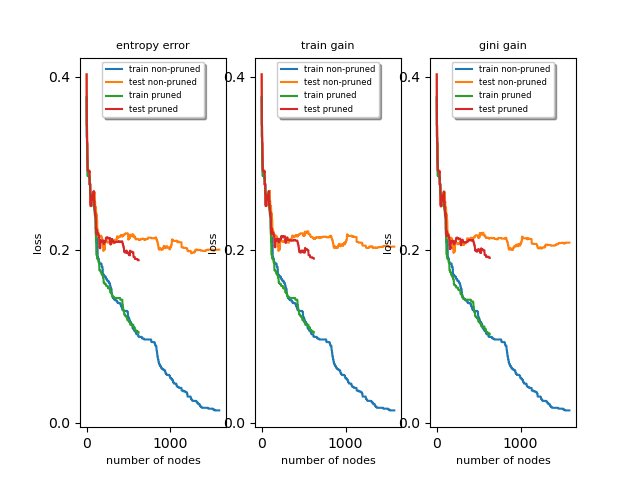 entropy error
train gain
gini gain
train non-pruned
test non-pruned
train pruned
test pruned
train non-pruned
test non-pruned
train pruned
test pruned
train non-pruned
test non-pruned
train pruned
test pruned
0.4
0.2
0.0
0.4
0.2
0.0
0.4
0.2
0.0
loss
loss
loss
0
1000
0
1000
0
1000
number of nodes
number of nodes
number of nodes